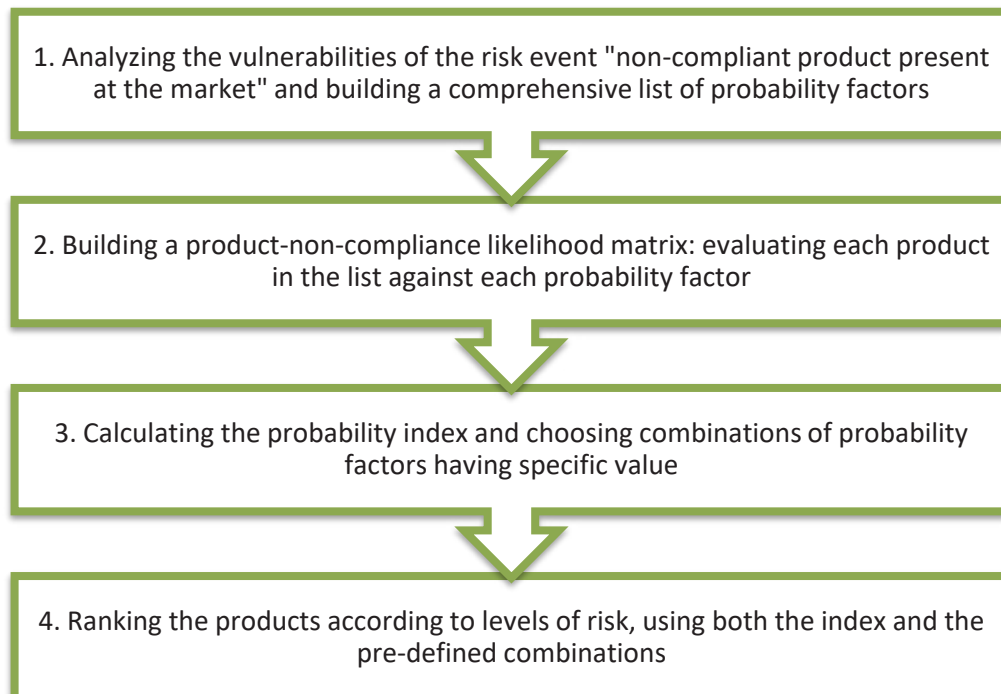 1. Analyzing the vulnerabilities of the risk event "non-compliant product present
at the market" and building a comprehensive list of probability factors
2. Building a product-non-compliance likelihood matrix: evaluating each product
in the list against each probability factor
3. Calculating the probability index and choosing combinations of probability
factors having specific value
4. Ranking the products according to levels of risk, using both the index and the
pre-defined combinations